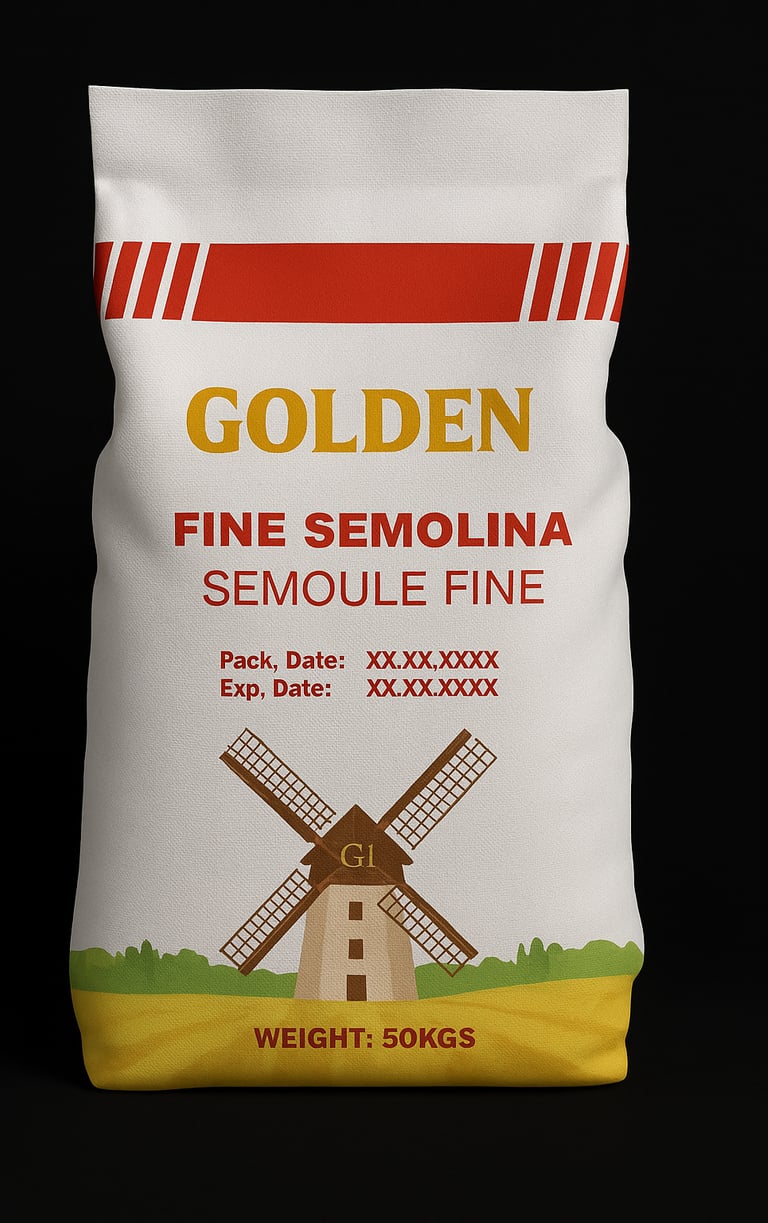 GOLDEN
FINE SEMOLINA
SEMOULE FINE
Pack, Date: XX.XX,XXXX
Exp, Date: XX.XX.XXXX
G1
WEIGHT: 50KGS